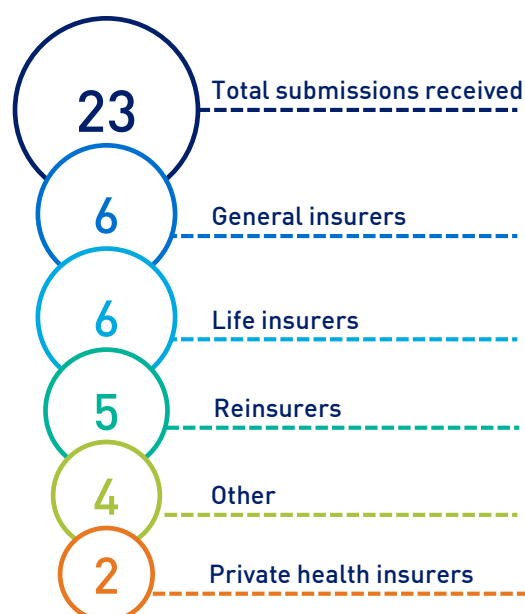 23
Total submissions received
6
General insurers
6
Life insurers
5
Reinsurers
4
Other
2
Private health insurers